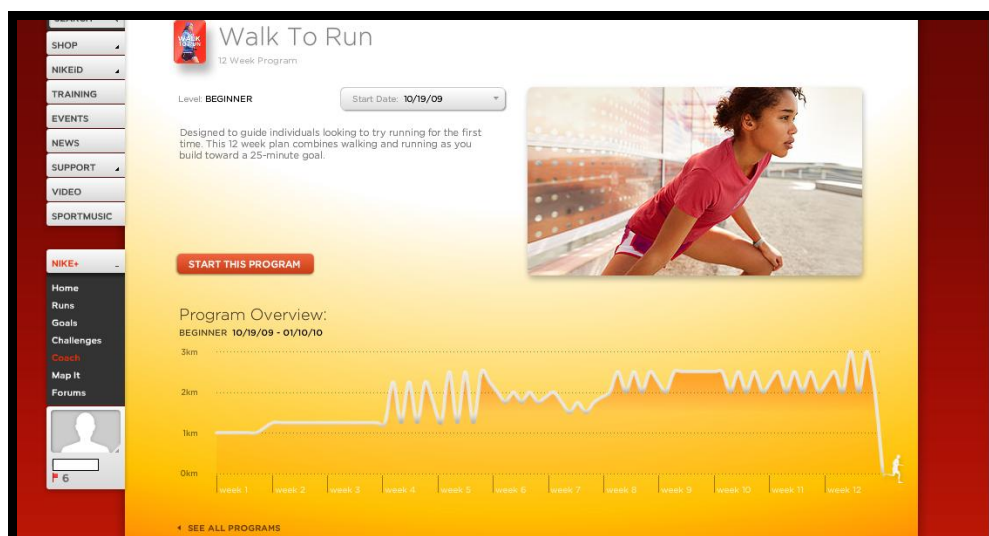 SEARCH
SHOP
NIKEiD
TRAINING
EVENTS
NEWS
SUPPORT
VIDEO
SPORTMUSIC
NIKE+
Home
Runs
Goals
Challenges
Coach
Map It
Forums
6
WALK
TO RUN
Walk To Run
12 Week Program
Level: BEGINNER
Start Date: 10/19/09
Designed to guide individuals looking to try running for the first
time. This 12 week plan combines walking and running as you
build toward a 25-minute goal.
START THIS PROGRAM
Program Overview:
BEGINNER 10/19/09 - 01/10/10
3km
2km
1km
0km
week 1 week 2 week 3 week 4 week 5 week 6 week 7 week 8 week 9 week 10 week 11 week 12
SEE ALL PROGRAMS